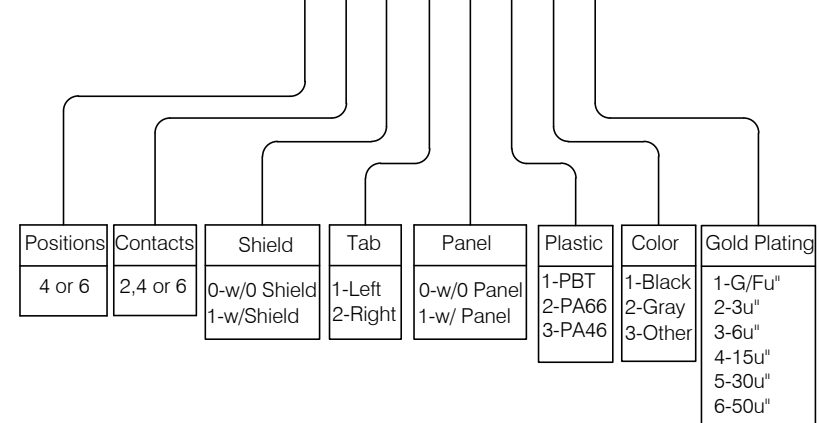 Positions
4 or 6
Contacts
2,4 or 6
Shield
0-w/0 Shield
1-w/Shield
Tab
1-Left
2-Right
Panel
0-w/0 Panel
1-w/ Panel
Plastic
1-PBT
2-PA66
3-PA46
Color
1-Black
2-Gray
3-Other
Gold Plating
1-G/Fu"
2-3u"
3-6u"
4-15u"
5-30u"
6-50u"